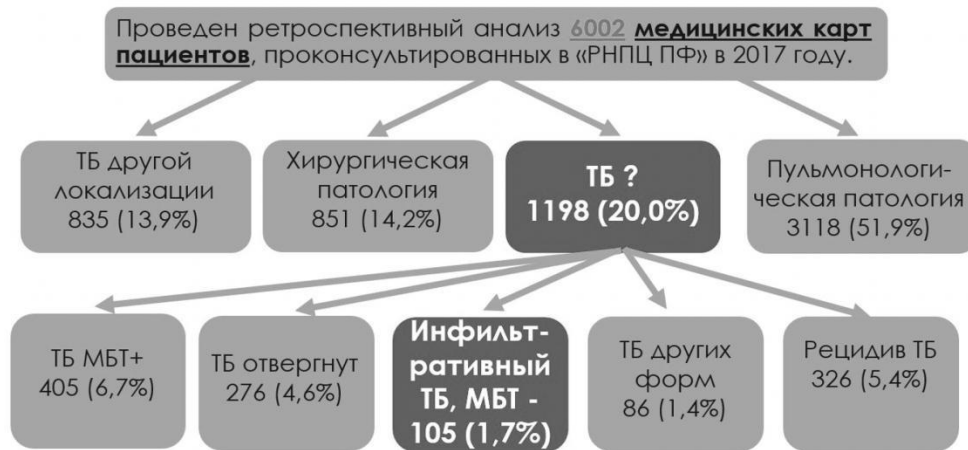 Проведен ретроспективный анализ 6002 медицинских карт
пациентов, проконсультированных в «РНПЦ ПФ» в 2017 году.
ТБ другой
локализации
835 (13,9%)
Хирургическая
патология
851 (14,2%)
ТБ ?
1198 (20,0%)
Пульмонологи-
ческая патология
3118 (51,9%)
ТБ МБТ+
405 (6,7%)
ТБ отвергнут
276 (4,6%)
Инфильт-
ративный
ТБ, МБТ -
105 (1,7%)
ТБ других
форм
86 (1,4%)
Рецидив ТБ
326 (5,4%)